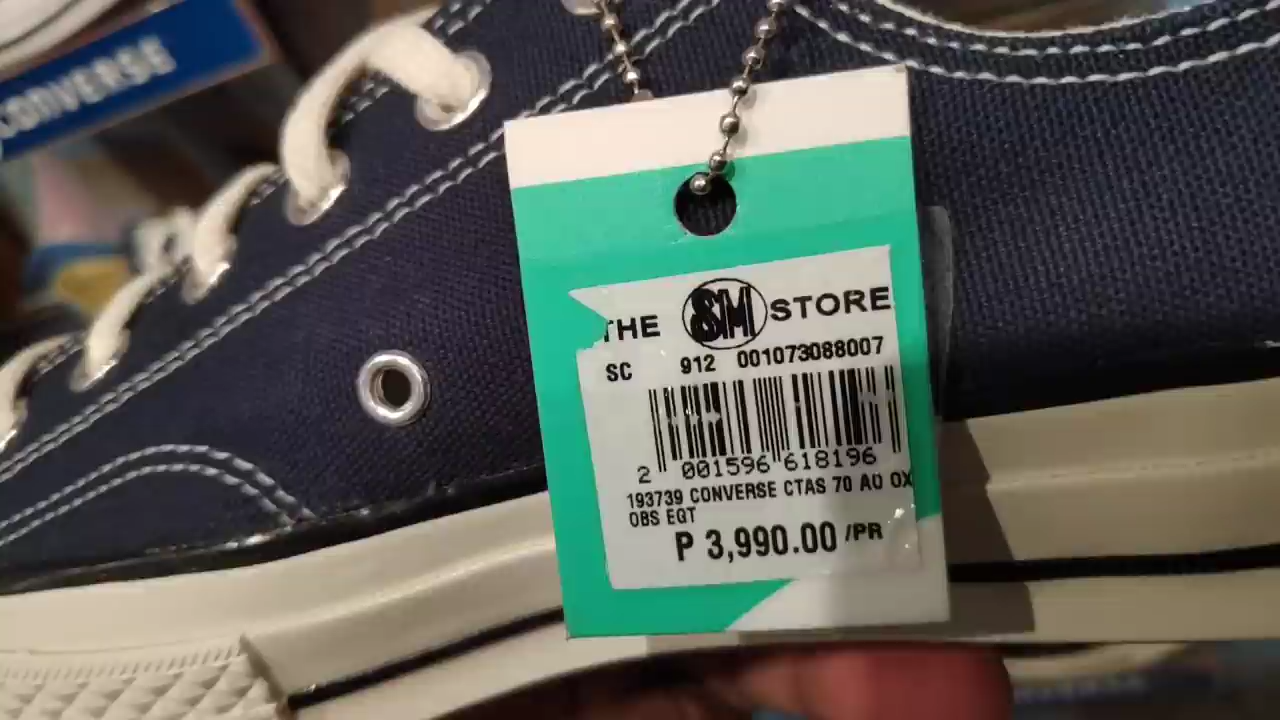 CONVERSE
THE SM STORE
SC 912 001073088007
2 001596 618196
193739 CONVERSE CTAS 70 AU OX
OBS EGT
P 3,990.00 /PR